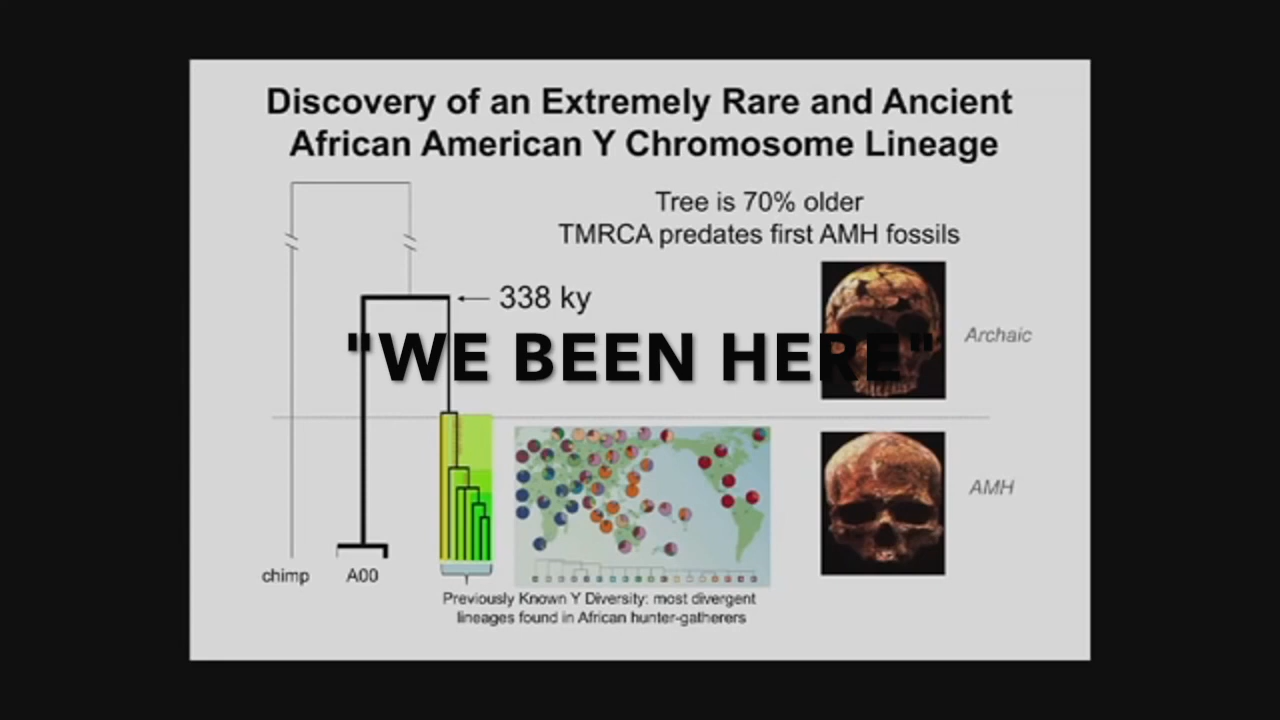 Discovery of an Extremely Rare and Ancient
African American Y Chromosome Lineage
Tree is 70% older
TMRCA predates first AMH fossils
338 ky
Archaic
"WE BEEN HERE"
AMH
chimp
A00
Previously Known Y Diversity: most divergent
lineages found in African hunter-gatherers